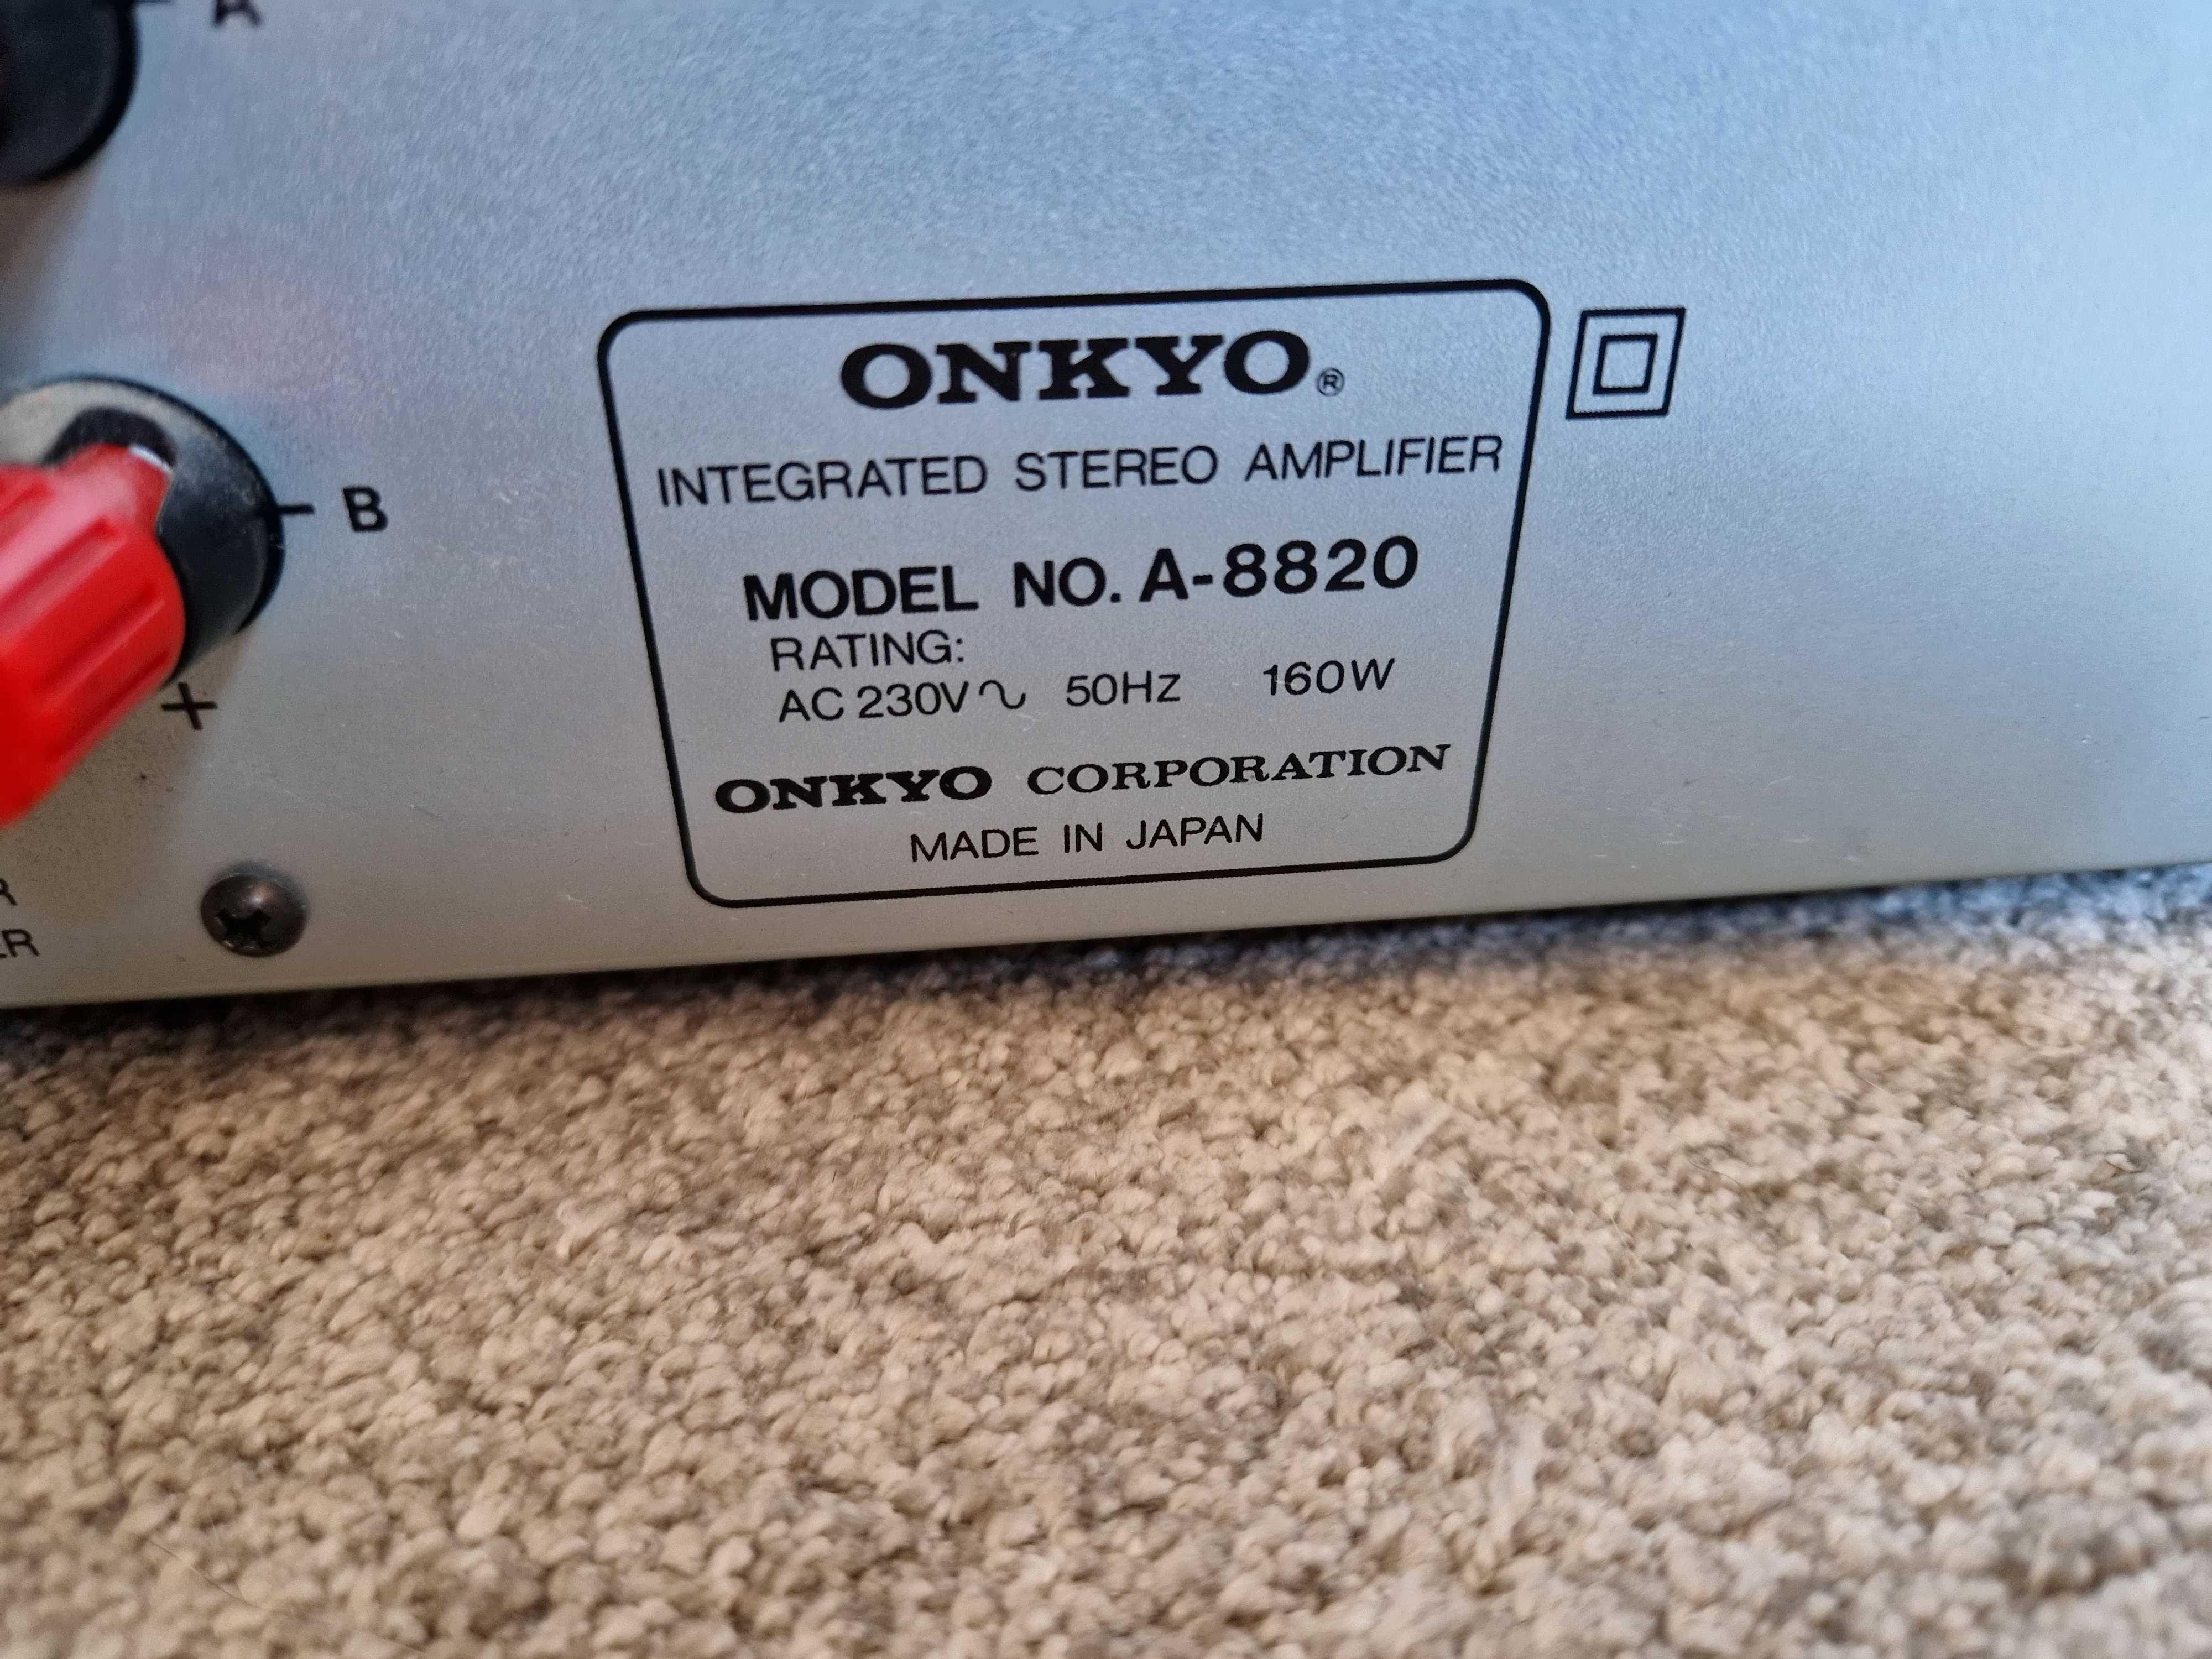 A
B
+
ONKYO®
INTEGRATED STEREO AMPLIFIER
MODEL NO. A-8820
RATING:
AC 230V∿ 50Hz 160W
ONKYO CORPORATION
MADE IN JAPAN